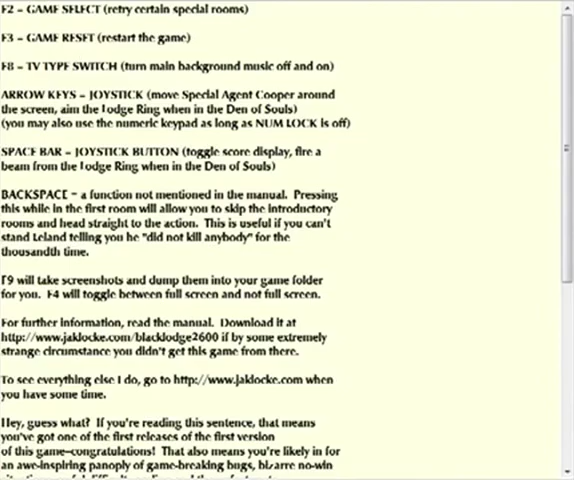 F2 – GAME SELECT (retry certain special rooms)
F3 – GAME RESET (restart the game)
F8 – TV TYPE SWITCH (turn main background music off and on)
ARROW KEYS – JOYSTICK (move Special Agent Cooper around
the screen, aim the Lodge Ring when in the Den of Souls)
(you may also use the numeric keypad as long as NUM LOCK is off)
SPACE BAR – JOYSTICK BUTTON (toggle score display, fire a
beam from the Lodge Ring when in the Den of Souls)
BACKSPACE – a function not mentioned in the manual. Pressing
this while in the first room will allow you to skip the introductory
rooms and head straight to the action. This is useful if you can't
stand Leland telling you he "did not kill anybody" for the
thousandth time.
F9 will take screenshots and dump them into your game folder
for you. F4 will toggle between full screen and not full screen.
For further information, read the manual. Download it at
http://www.jaklocke.com/blacklodge2600 if by some extremely
strange circumstance you didn't get this game from there.
To see everything else I do, go to http://www.jaklocke.com when
you have some time.
Hey, guess what? If you're reading this sentence, that means
you've got one of the first releases of the first version
of this game–congratulations! That also means you're likely in for
an awe-inspiring panoply of game-breaking bugs, bizarre no-win